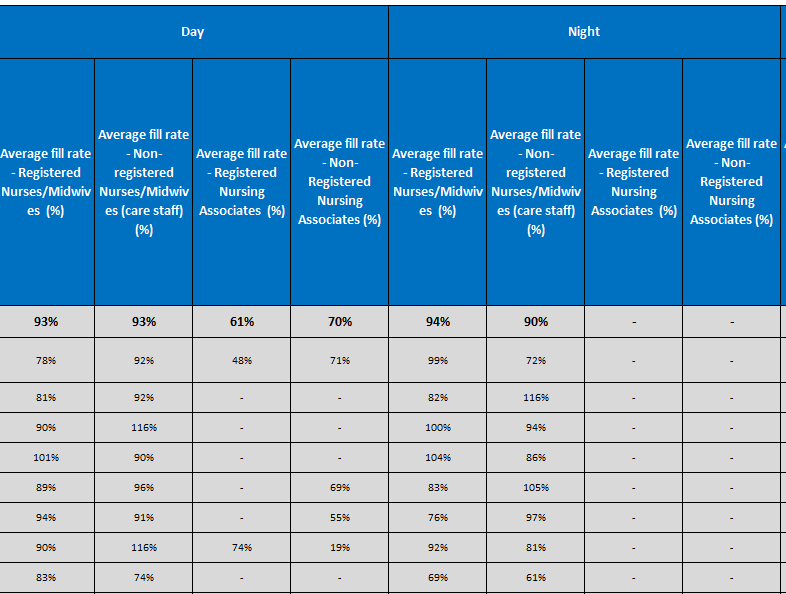 Day Night
Average fill rate - Registered Nurses/Midwives (%) Average fill rate - Non-registered Nurses/Midwives (care staff) (%) Average fill rate - Registered Nursing Associates (%) Average fill rate - Non-Registered Nursing Associates (%) Average fill rate - Registered Nurses/Midwives (%) Average fill rate - Non-registered Nurses/Midwives (care staff) (%) Average fill rate - Registered Nursing Associates (%) Average fill rate - Non-Registered Nursing Associates (%)
93% 93% 61% 70% 94% 90% - -
78% 92% 48% 71% 99% 72% - -
81% 92% - - 82% 116% - -
90% 116% - - 100% 94% - -
101% 90% - - 104% 86% - -
89% 96% - 69% 83% 105% - -
94% 91% - 55% 76% 97% - -
90% 116% 74% 19% 92% 81% - -
83% 74% - - 69% 61% - -